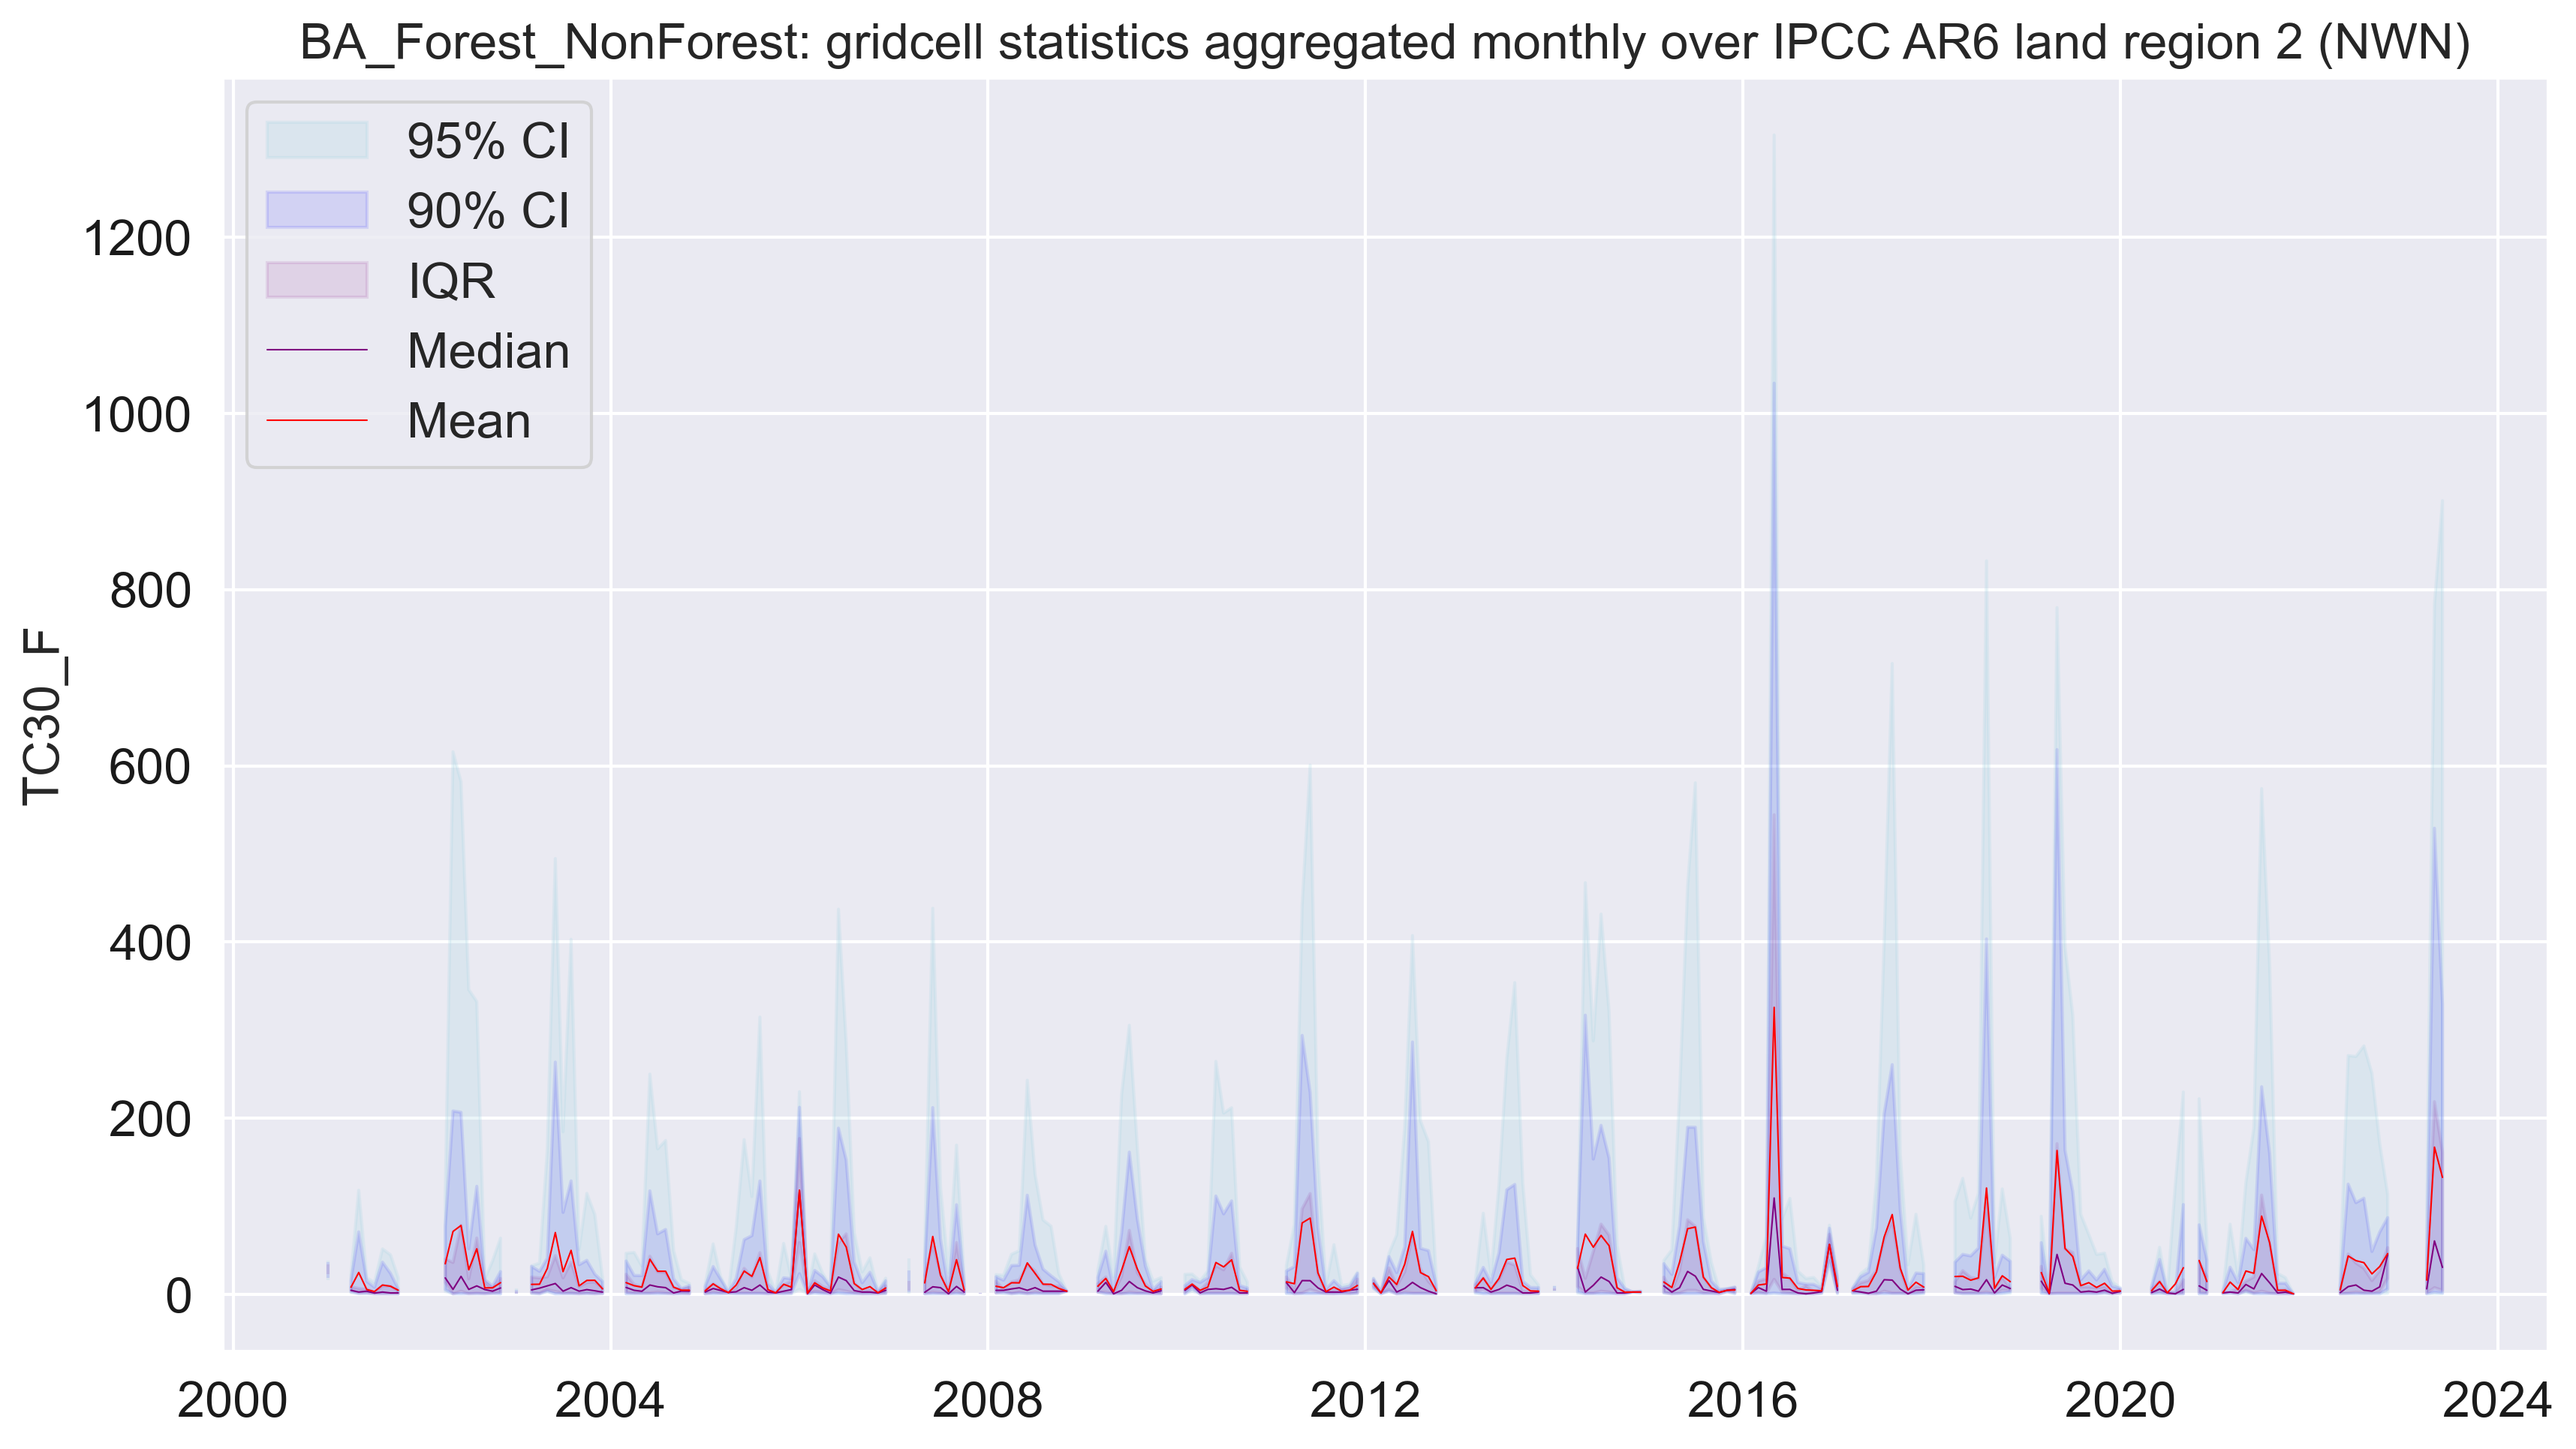 BA_Forest_NonForest: gridcell statistics aggregated monthly over IPCC AR6 land region 2 (NWN)
95% CI
90% CI
IQR
Median
Mean
TC30_F
1200
1000
800
600
400
200
0
2000 2004 2008 2012 2016 2020 2024